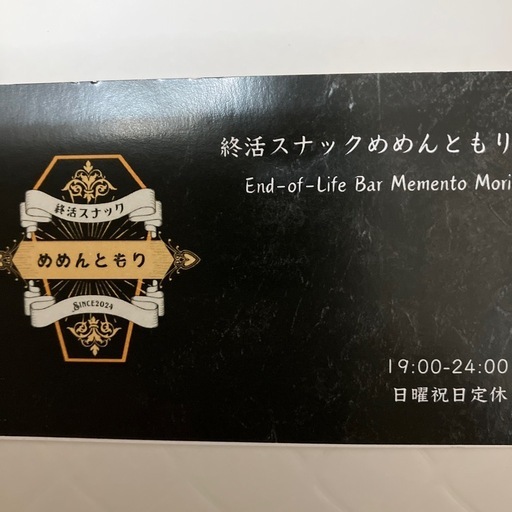 終活スナックめめんともり
End-of-Life Bar Memento Mori
終活スナック
めめんともり
SINCE2024
19:00-24:00
日曜祝日定休